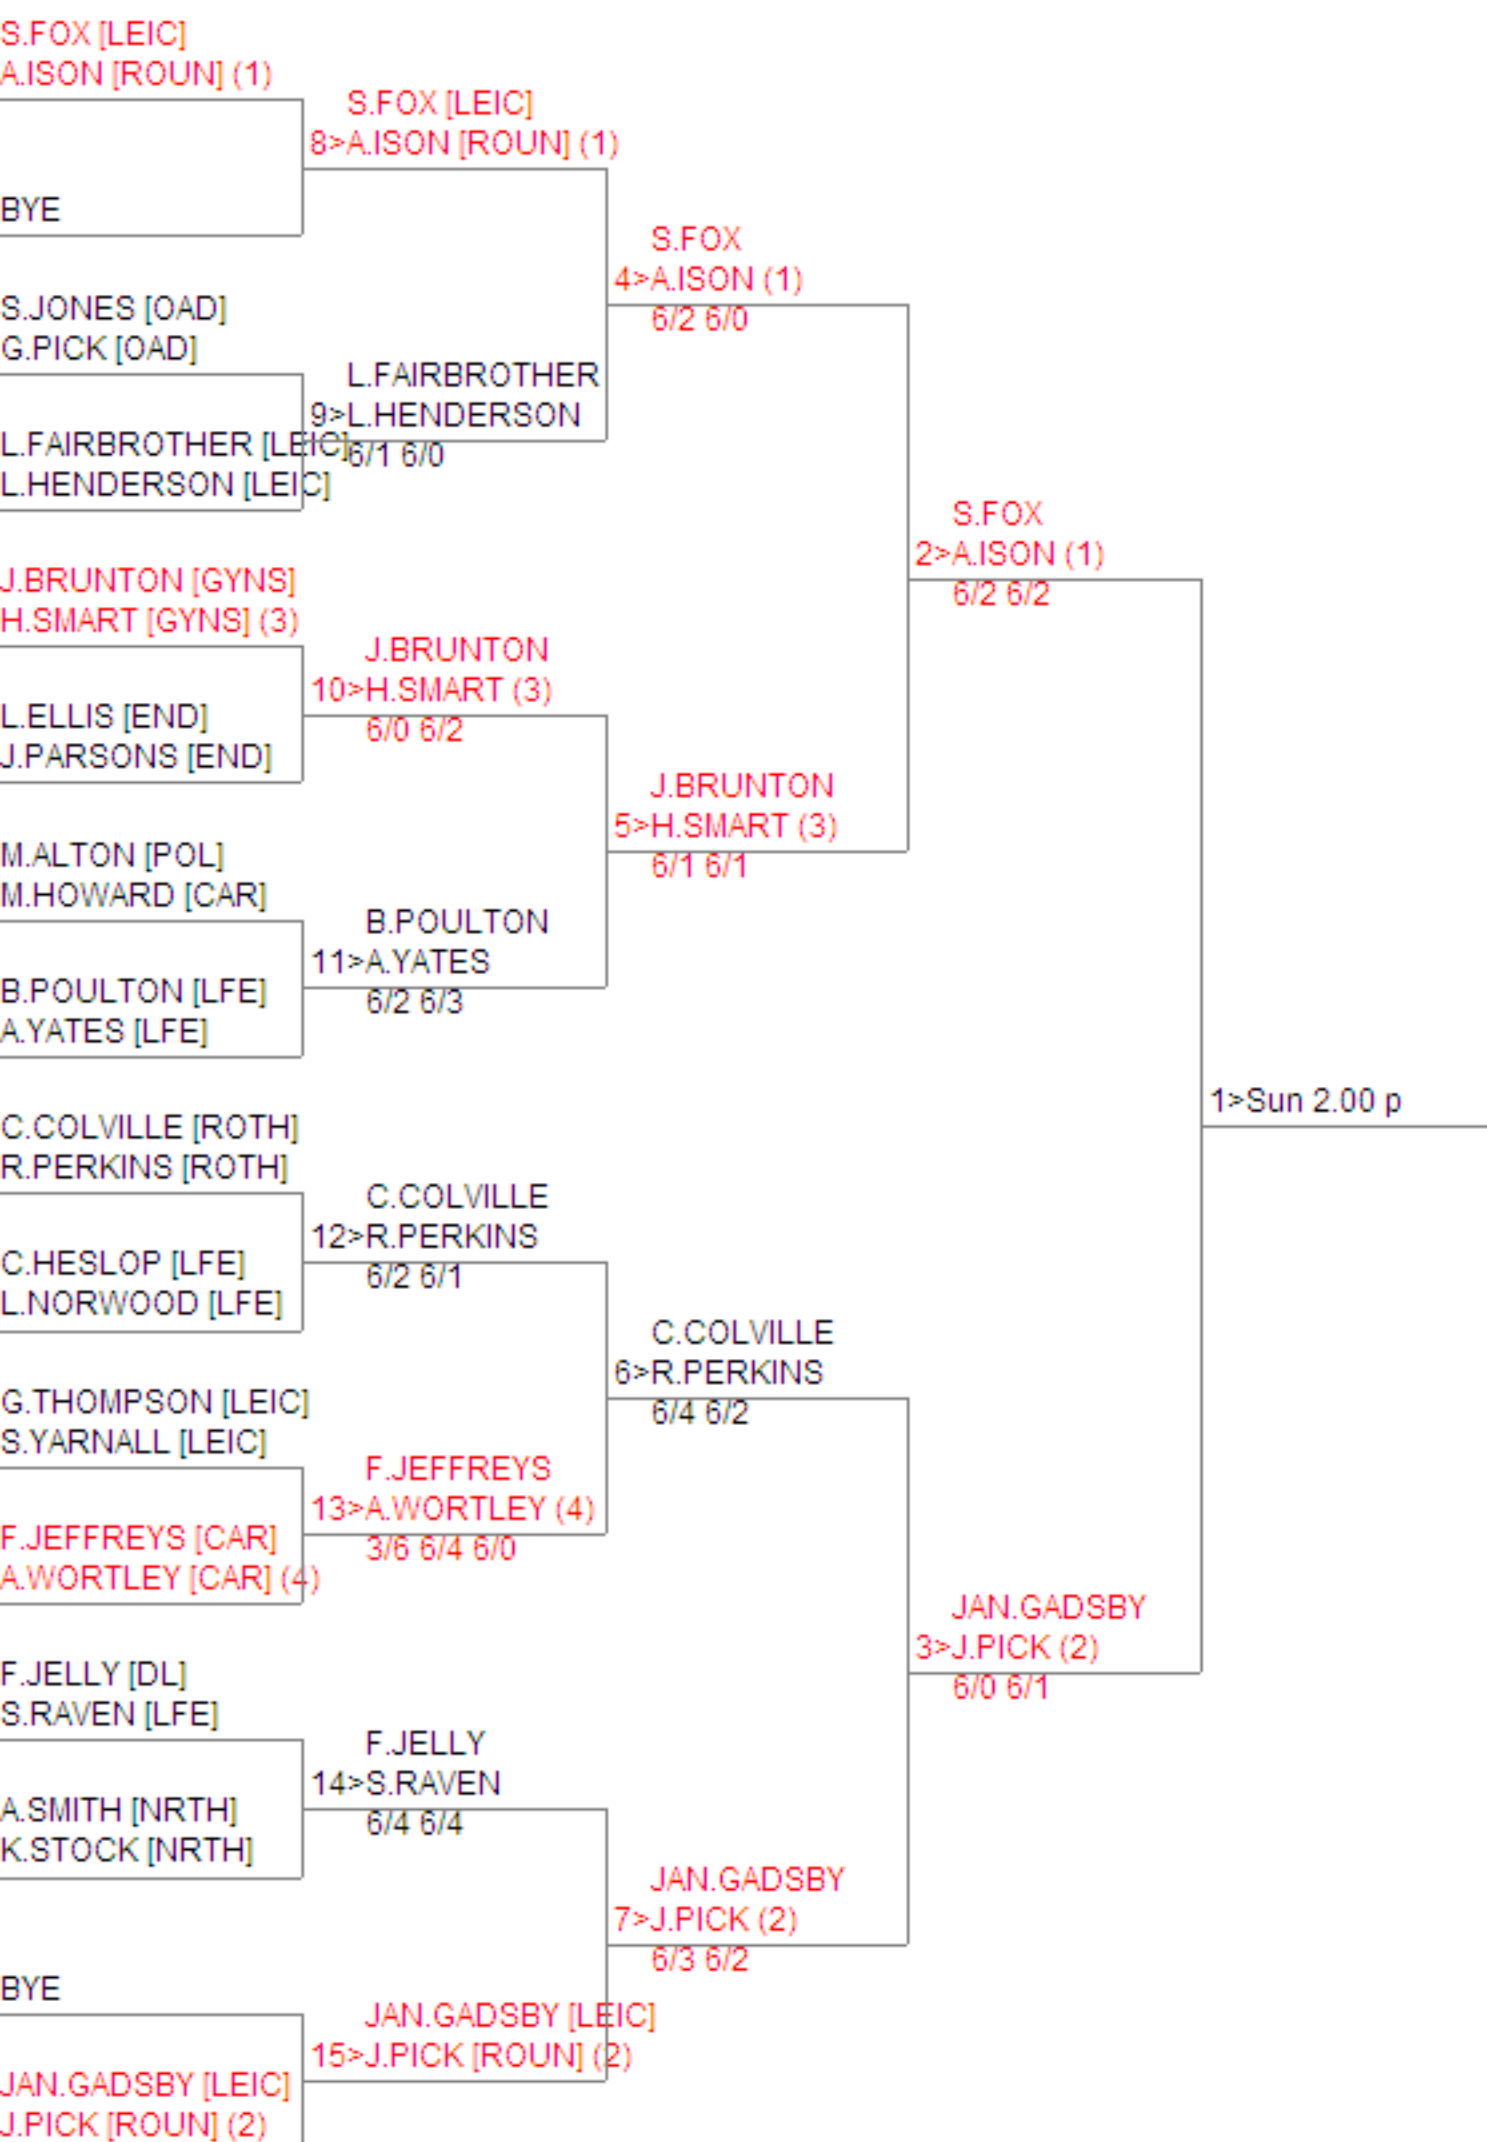 S.FOX [LEIC]
A.ISON [ROUN] (1)
BYE
S.JONES [OAD]
G.PICK [OAD]
L.FAIRBROTHER [LEIC]
L.HENDERSON [LEIC]
J.BRUNTON [GYNS]
H.SMART [GYNS] (3)
L.ELLIS [END]
J.PARSONS [END]
M.ALTON [POL]
M.HOWARD [CAR]
B.POULTON [LFE]
A.YATES [LFE]
C.COLVILLE [ROTH]
R.PERKINS [ROTH]
C.HESLOP [LFE]
L.NORWOOD [LFE]
G.THOMPSON [LEIC]
S.YARNALL [LEIC]
F.JEFFREYS [CAR]
A.WORTLEY [CAR] (4)
F.JELLY [DL]
S.RAVEN [LFE]
A.SMITH [NRTH]
K.STOCK [NRTH]
BYE
JAN.GADSBY [LEIC]
J.PICK [ROUN] (2)
S.FOX [LEIC]
8>A.ISON [ROUN] (1)
L.FAIRBROTHER
9>L.HENDERSON
6/1 6/0
J.BRUNTON
10>H.SMART (3)
6/0 6/2
B.POULTON
11>A.YATES
6/2 6/3
C.COLVILLE
12>R.PERKINS
6/2 6/1
F.JEFFREYS
13>A.WORTLEY (4)
3/6 6/4 6/0
F.JELLY
14>S.RAVEN
6/4 6/4
JAN.GADSBY [LEIC]
15>J.PICK [ROUN] (2)
S.FOX
4>A.ISON (1)
6/2 6/0
J.BRUNTON
5>H.SMART (3)
6/1 6/1
C.COLVILLE
6>R.PERKINS
6/4 6/2
JAN.GADSBY
7>J.PICK (2)
6/3 6/2
S.FOX
2>A.ISON (1)
6/2 6/2
JAN.GADSBY
3>J.PICK (2)
6/0 6/1
1>Sun 2.00 p